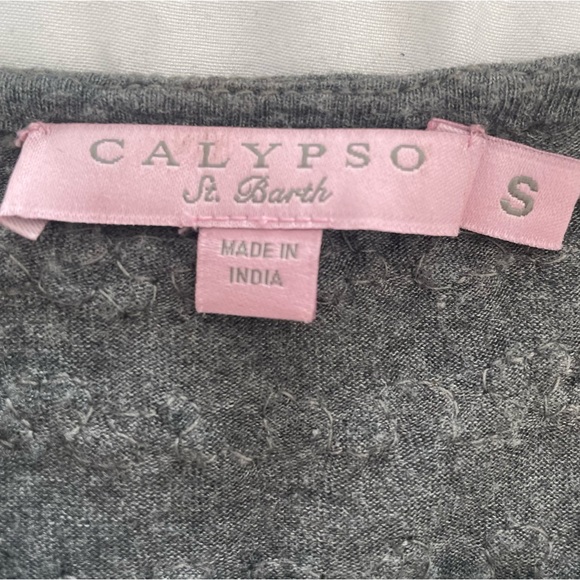 CALYPSO
St. Barth
S
MADE IN
INDIA